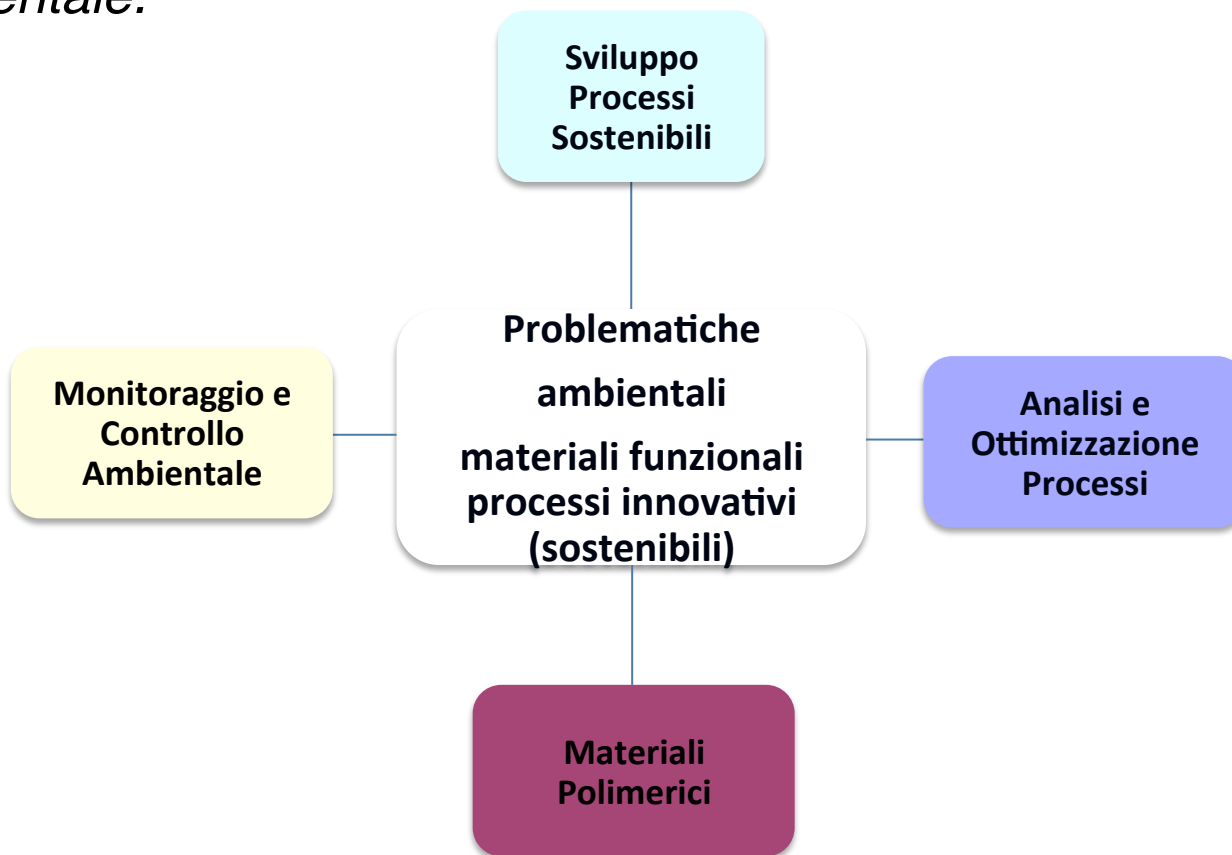 Sviluppo
Processi
Sostenibili
Monitoraggio e
Controllo
Ambientale
Problematiche
ambientali
materiali funzionali
processi innovativi
(sostenibili)
Analisi e
Ottimizzazione
Processi
Materiali
Polimerici